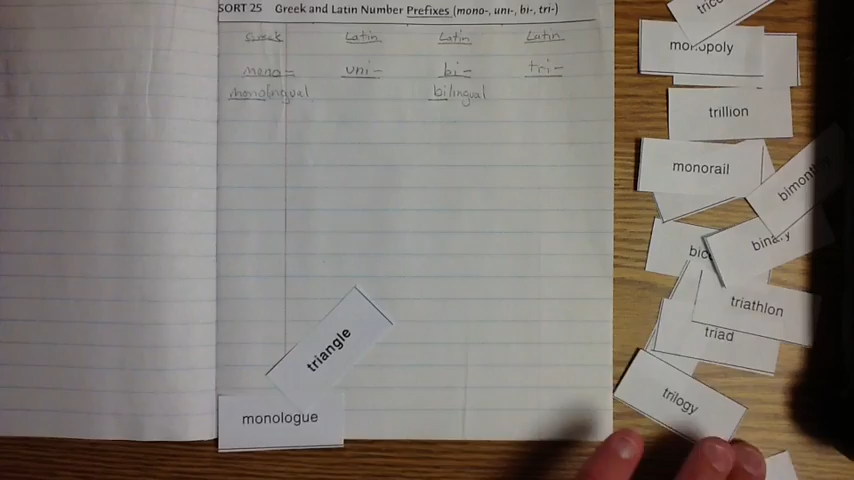 SORT 25 Greek and Latin Number Prefixes (mono-, uni-, bi-, tri-)
Greek Latin Latin Latin
mono- uni- bi- tri-
monolingual bilingual
monopoly
trillion
monorail
bimonthly
binary
triathlon
triad
triangle
trilogy
monologue